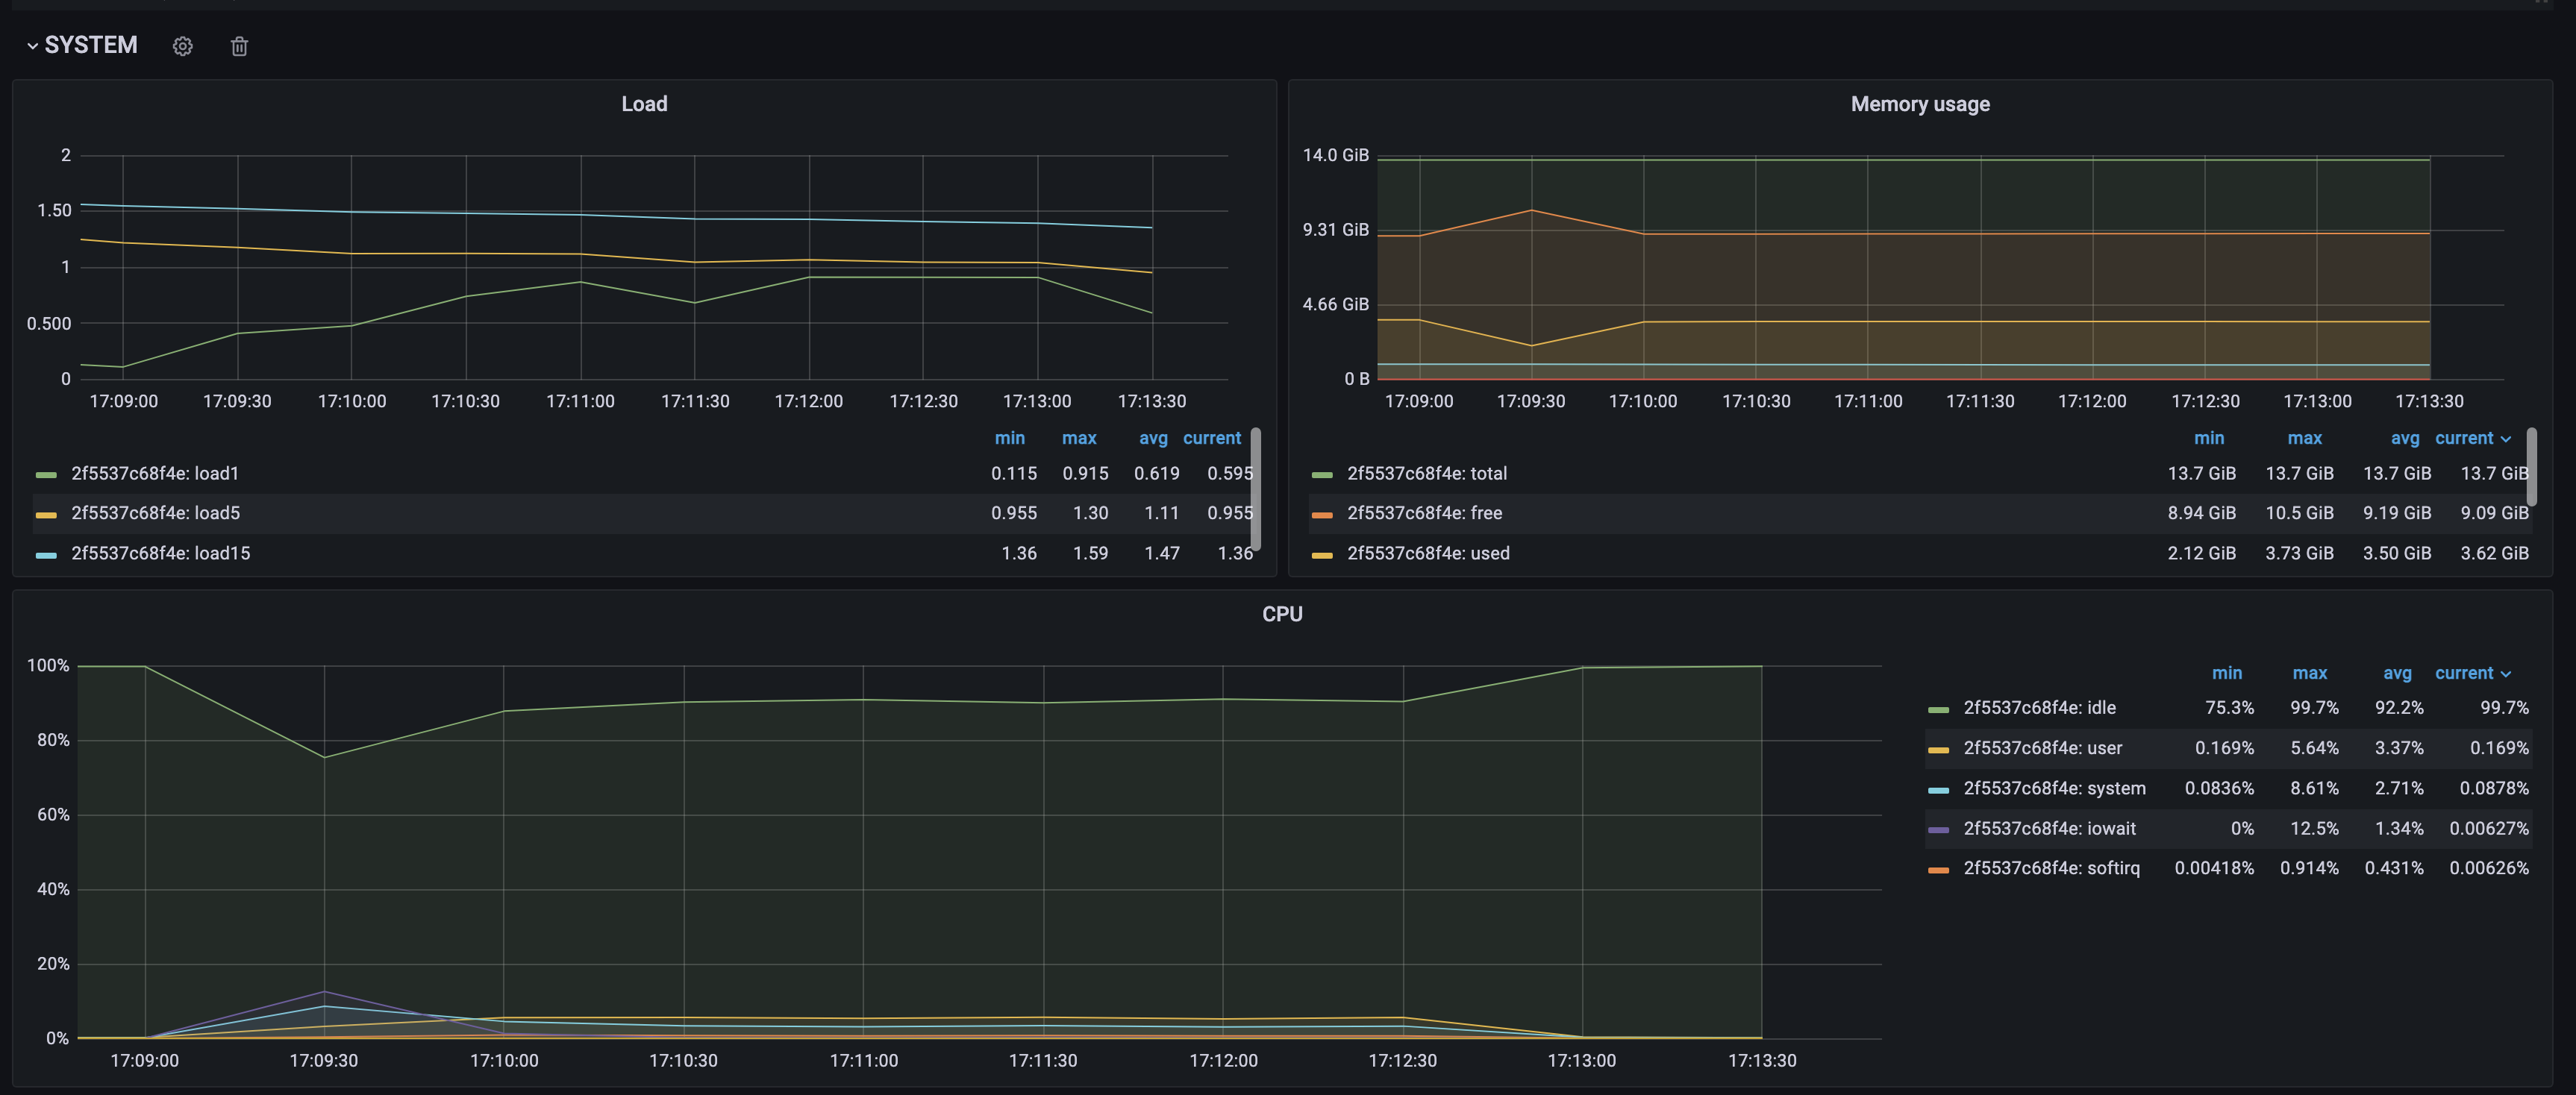 SYSTEM
Load
2
1.50
1
0.500
0
17:09:00 17:09:30 17:10:00 17:10:30 17:11:00 17:11:30 17:12:00 17:12:30 17:13:00 17:13:30
min max avg current
2f5537c68f4e: load1 0.115 0.915 0.619 0.595
2f5537c68f4e: load5 0.955 1.30 1.11 0.955
2f5537c68f4e: load15 1.36 1.59 1.47 1.36
Memory usage
14.0 GiB
9.31 GiB
4.66 GiB
0 B
17:09:00 17:09:30 17:10:00 17:10:30 17:11:00 17:11:30 17:12:00 17:12:30 17:13:00 17:13:30
min max avg current
2f5537c68f4e: total 13.7 GiB 13.7 GiB 13.7 GiB 13.7 GiB
2f5537c68f4e: free 8.94 GiB 10.5 GiB 9.19 GiB 9.09 GiB
2f5537c68f4e: used 2.12 GiB 3.73 GiB 3.50 GiB 3.62 GiB
CPU
100%
80%
60%
40%
20%
0%
17:09:00 17:09:30 17:10:00 17:10:30 17:11:00 17:11:30 17:12:00 17:12:30 17:13:00 17:13:30
min max avg current
2f5537c68f4e: idle 75.3% 99.7% 92.2% 99.7%
2f5537c68f4e: user 0.169% 5.64% 3.37% 0.169%
2f5537c68f4e: system 0.0836% 8.61% 2.71% 0.0878%
2f5537c68f4e: iowait 0% 12.5% 1.34% 0.00627%
2f5537c68f4e: softirq 0.00418% 0.914% 0.431% 0.00626%